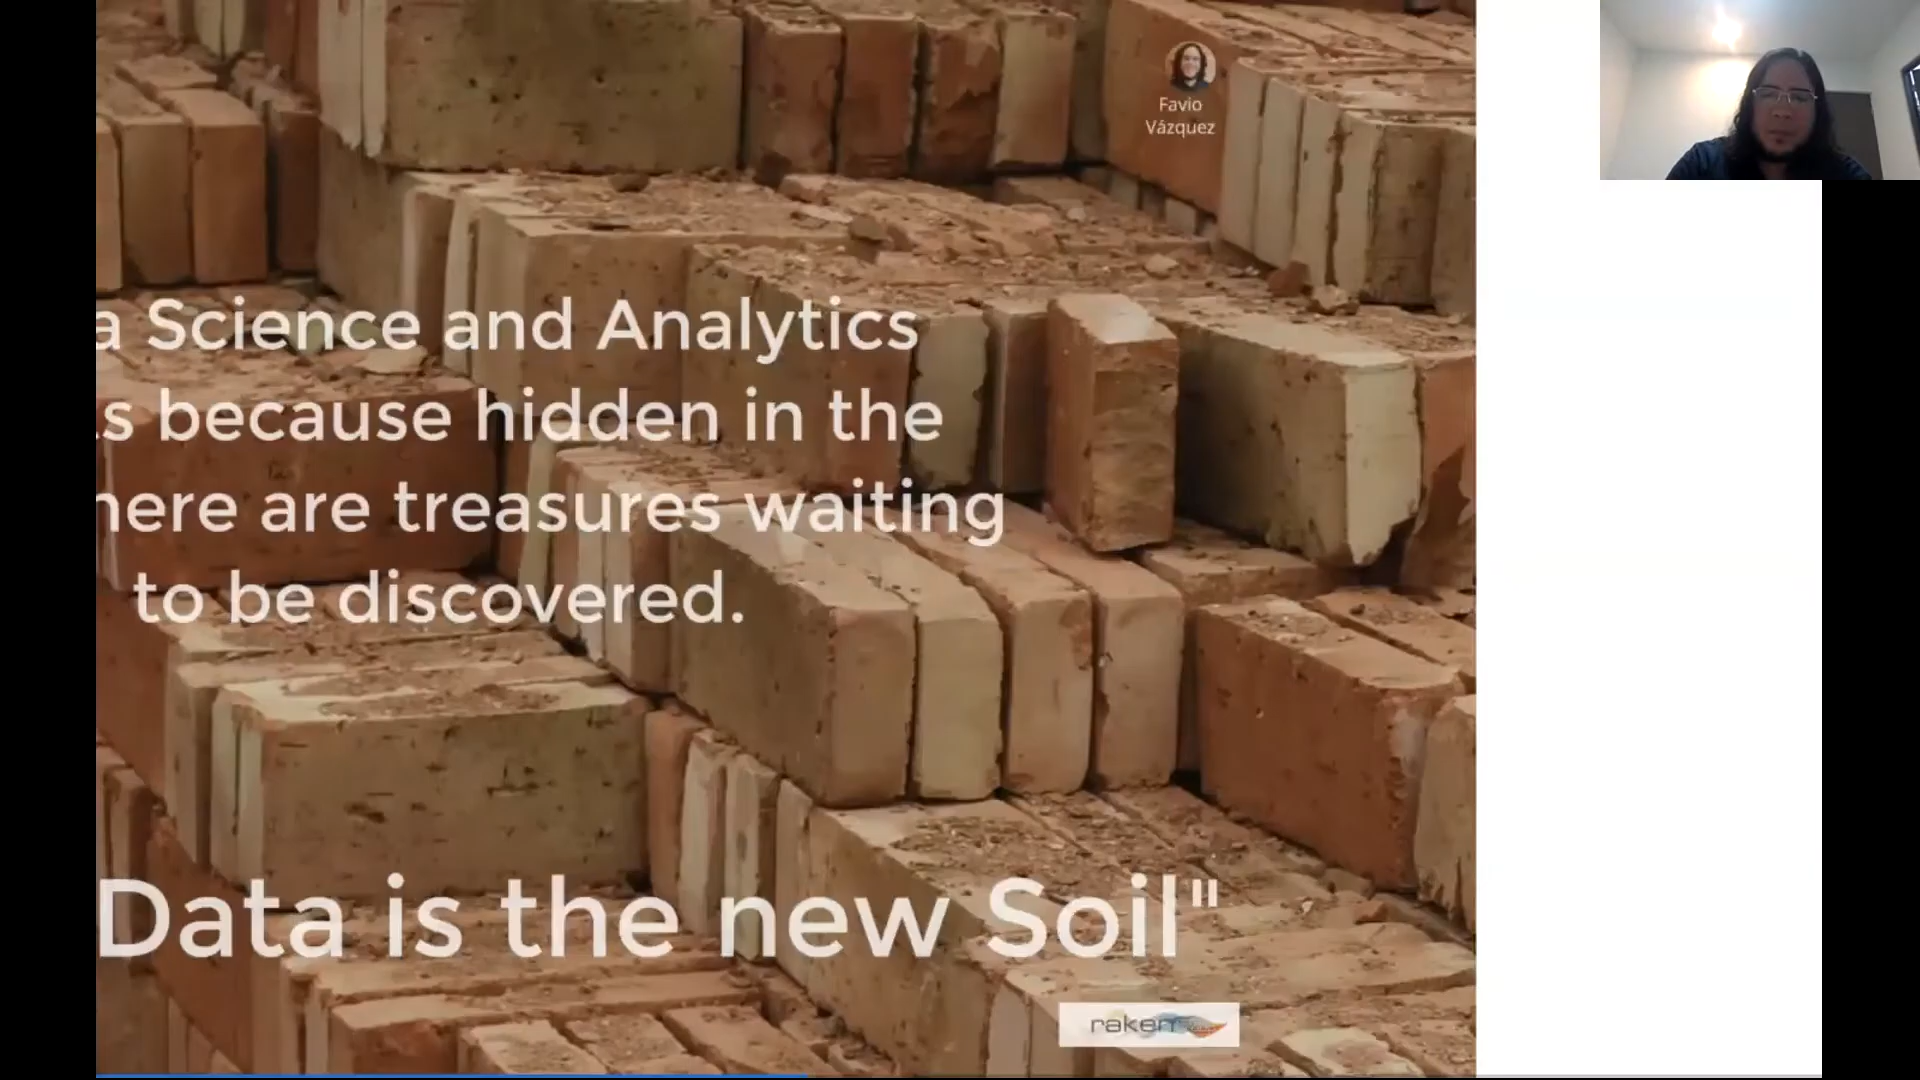 Favio
Vázquez
a Science and Analytics
s because hidden in the
here are treasures waiting
to be discovered.
Data is the new Soil"
raken